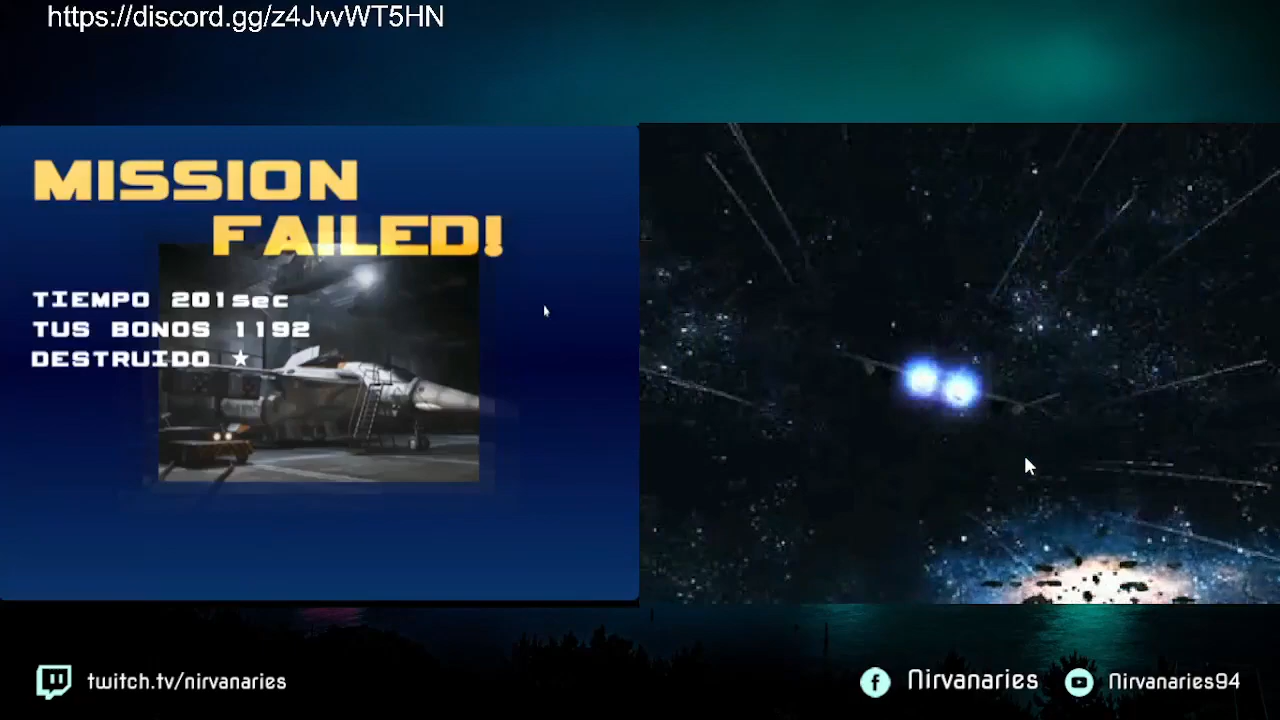 https://discord.gg/z4JvvWT5HN
MISSION
FAILED!
TIEMPO 201sec
TUS BONOS 1192
DESTRUIDO ★
twitch.tv/nirvanaries
Nirvanaries
Nirvanaries94